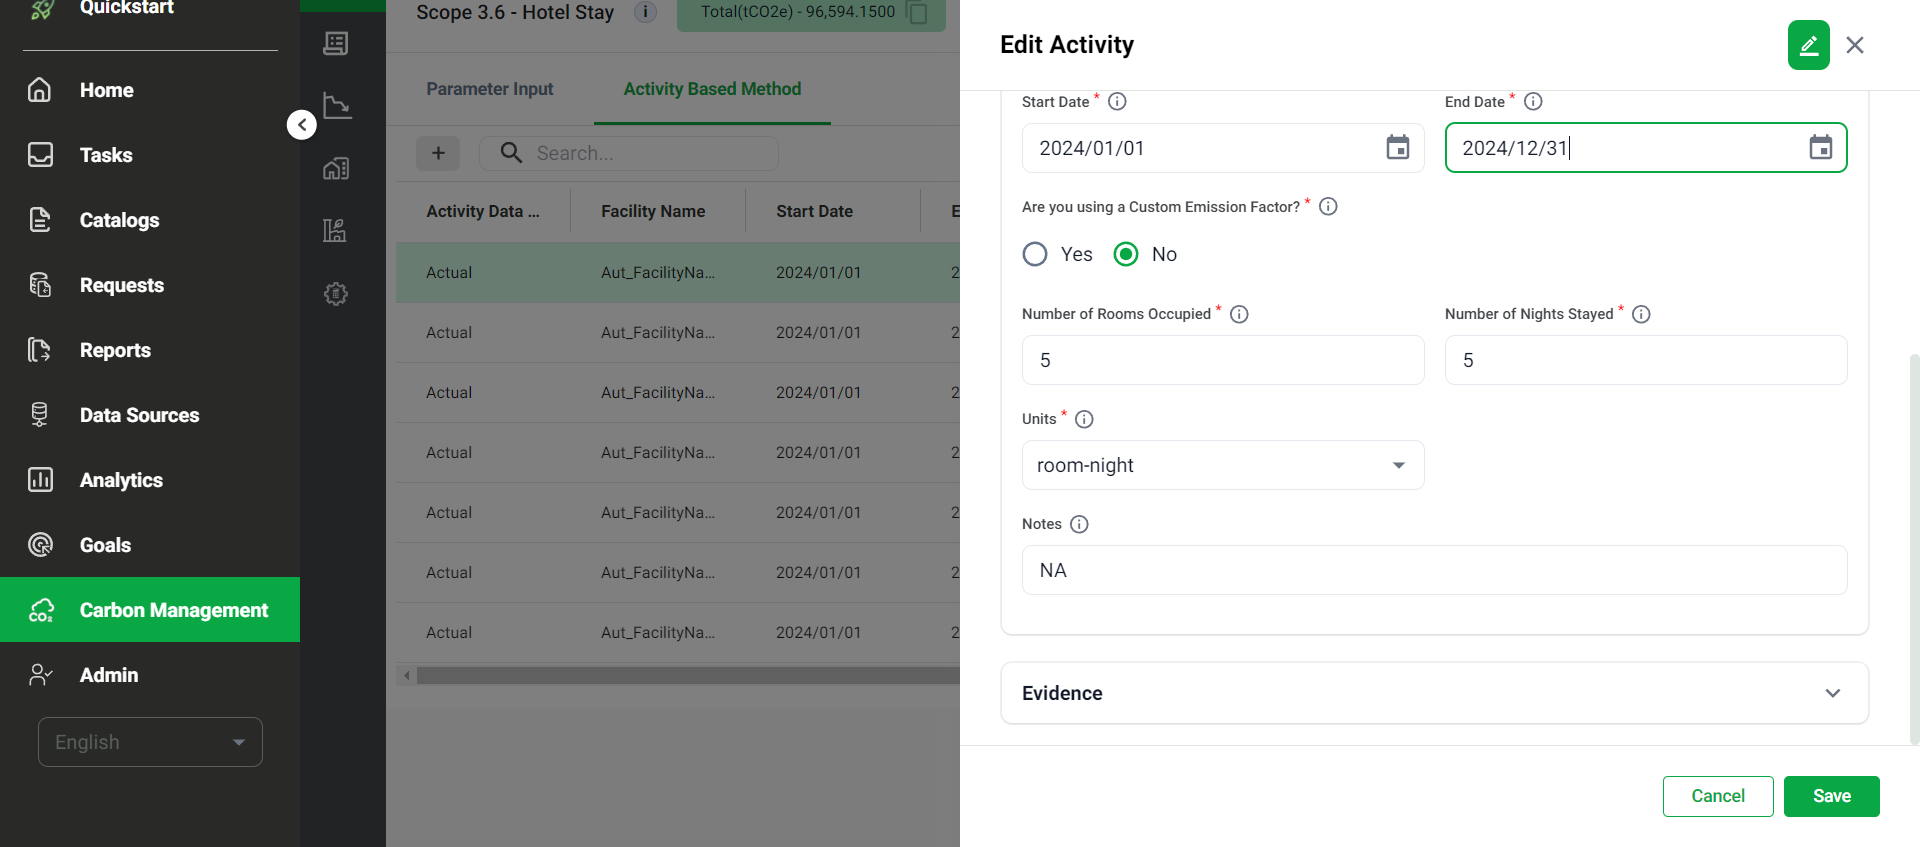 Quickstart
Home
Tasks
Catalogs
Requests
Reports
Data Sources
Analytics
Goals
CO₂
Carbon Management
Admin
English
Scope 3.6 - Hotel Stay
Total(tCO2e) - 96,594.1500
Parameter Input
Activity Based Method
+
Search...
Activity Data ...
Facility Name
Start Date
E
Actual Aut_FacilityNa... 2024/01/01 2
Actual Aut_FacilityNa... 2024/01/01 2
Actual Aut_FacilityNa... 2024/01/01 2
Actual Aut_FacilityNa... 2024/01/01 2
Actual Aut_FacilityNa... 2024/01/01 2
Actual Aut_FacilityNa... 2024/01/01 2
Actual Aut_FacilityNa... 2024/01/01 2
Edit Activity
Start Date *
End Date *
2024/01/01
2024/12/31
Are you using a Custom Emission Factor? *
Yes
No
Number of Rooms Occupied *
Number of Nights Stayed *
5
5
Units *
room-night
Notes
NA
Evidence
Cancel
Save